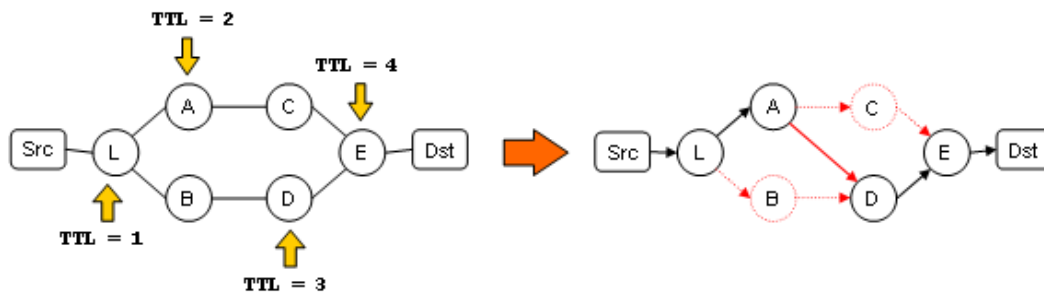 TTL = 2
TTL = 4
A
C
Src
L
E
Dst
B
D
TTL = 1
TTL = 3
A
C
Src
L
E
Dst
B
D